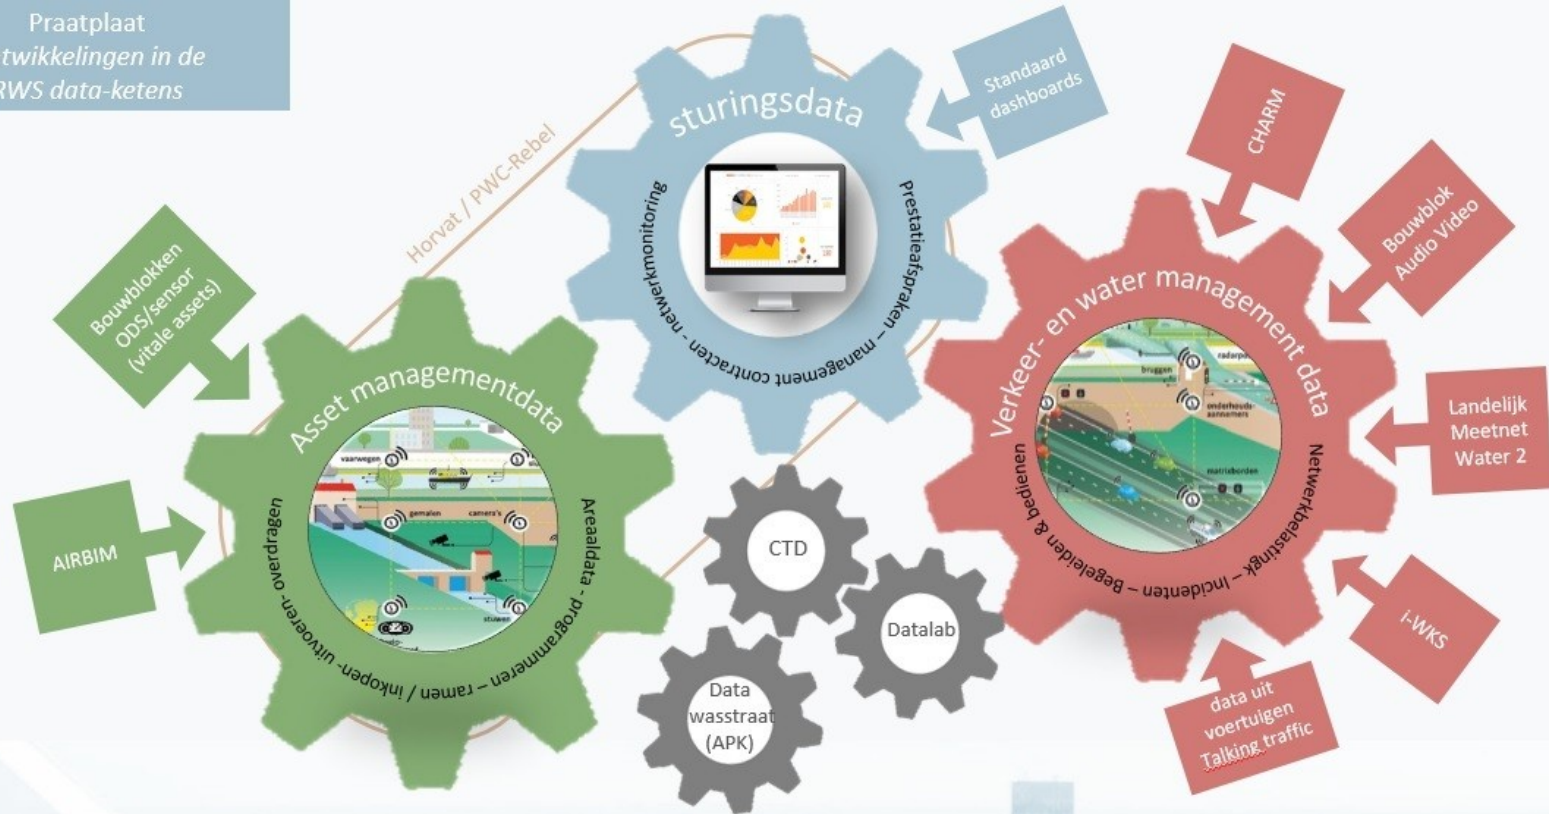 Praatplaat
twikkelingen in de
RWS data-ketens
Horvat / PWC-Rebel
sturingsdata
Prestatieafspraken – management contracten - netwerkmonitoring
Standaard
dashboards
CHARM
Bouwblok
Audio Video
Landelijk
Meetnet
Water 2
i-WKS
data uit
voertuigen
Talking traffic
Verkeer- en water management data
Netwerkbelastingk – Incidenten – Begeleiden & bedienen
bruggen
onderhouds-
aannemers
matrixborden
Bouwblokken
ODS/sensor
(vitale assets)
AIRBIM
Asset managementdata
Areaaldata - programmeren – ramen / inkopen- uitvoeren- overdragen
vaarwegen
gemalen
camera's
stuwen
CTD
Datalab
Data
wasstraat
(APK)